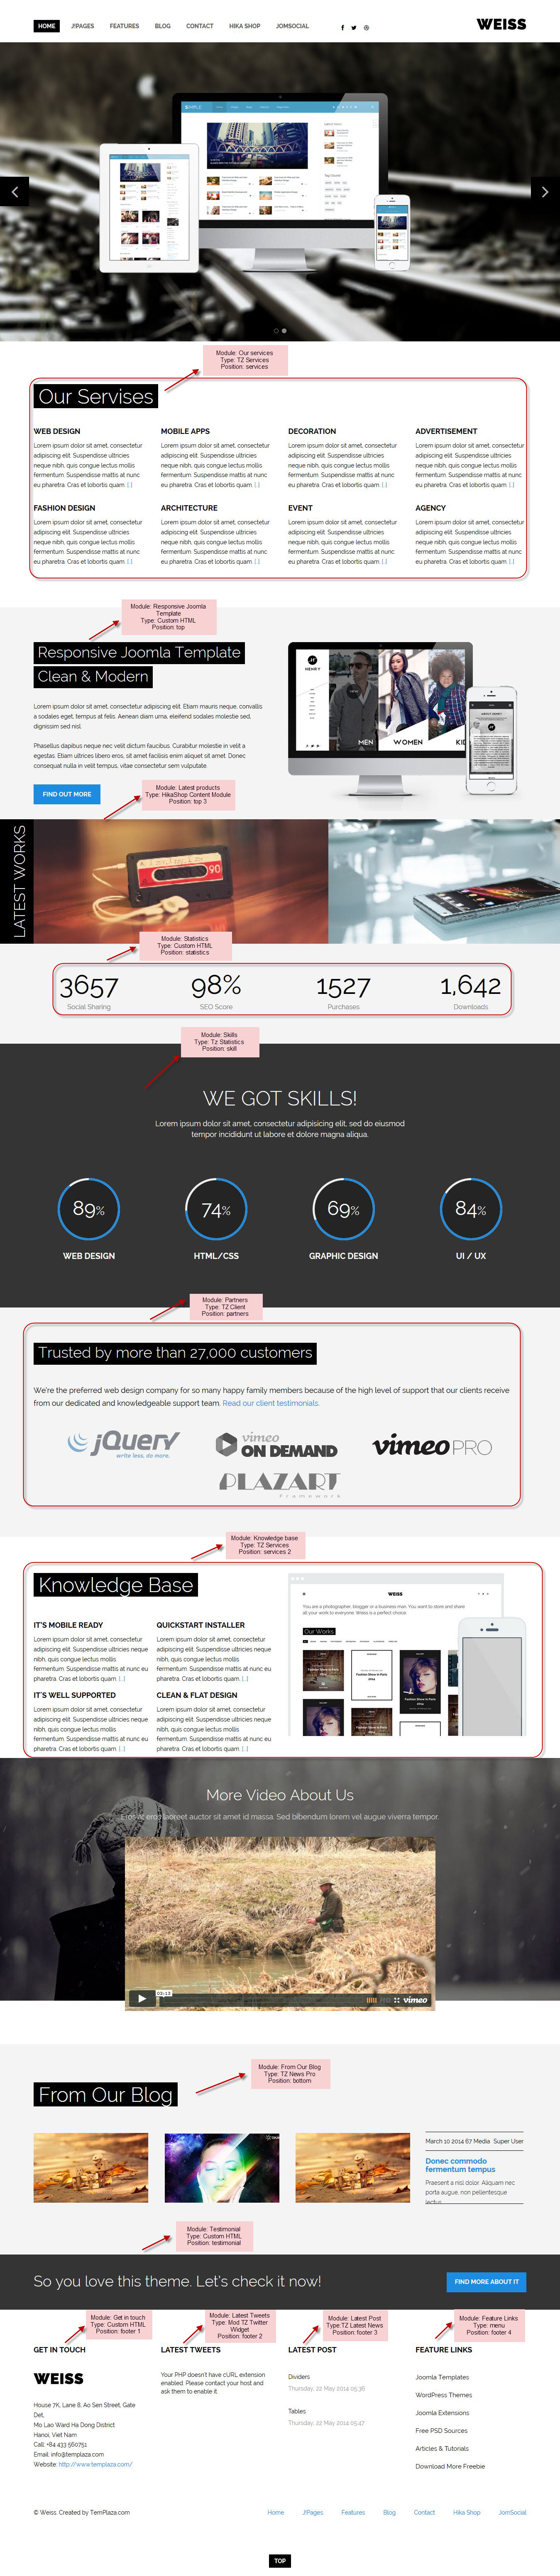 HOME J!PAGES FEATURES BLOG CONTACT HIKA SHOP JOMSOCIAL
WEISS
Module: Our services
Type: TZ Services
Position: services
Our Servises
WEB DESIGN
Lorem ipsum dolor sit amet, consectetur
adipiscing elit. Suspendisse ultricies
neque nibh, quis congue lectus mollis
fermentum. Suspendisse mattis at nunc
eu pharetra. Cras et lobortis quam. [.]
MOBILE APPS
Lorem ipsum dolor sit amet, consectetur
adipiscing elit. Suspendisse ultricies
neque nibh, quis congue lectus mollis
fermentum. Suspendisse mattis at nunc
eu pharetra. Cras et lobortis quam. [.]
DECORATION
Lorem ipsum dolor sit amet, consectetur
adipiscing elit. Suspendisse ultricies
neque nibh, quis congue lectus mollis
fermentum. Suspendisse mattis at nunc
eu pharetra. Cras et lobortis quam. [.]
ADVERTISEMENT
Lorem ipsum dolor sit amet, consectetur
adipiscing elit. Suspendisse ultricies
neque nibh, quis congue lectus mollis
fermentum. Suspendisse mattis at nunc
eu pharetra. Cras et lobortis quam. [.]
FASHION DESIGN
Lorem ipsum dolor sit amet, consectetur
adipiscing elit. Suspendisse ultricies
neque nibh, quis congue lectus mollis
fermentum. Suspendisse mattis at nunc
eu pharetra. Cras et lobortis quam. [.]
ARCHITECTURE
Lorem ipsum dolor sit amet, consectetur
adipiscing elit. Suspendisse ultricies
neque nibh, quis congue lectus mollis
fermentum. Suspendisse mattis at nunc
eu pharetra. Cras et lobortis quam. [.]
EVENT
Lorem ipsum dolor sit amet, consectetur
adipiscing elit. Suspendisse ultricies
neque nibh, quis congue lectus mollis
fermentum. Suspendisse mattis at nunc
eu pharetra. Cras et lobortis quam. [.]
AGENCY
Lorem ipsum dolor sit amet, consectetur
adipiscing elit. Suspendisse ultricies
neque nibh, quis congue lectus mollis
fermentum. Suspendisse mattis at nunc
eu pharetra. Cras et lobortis quam. [.]
Module: Responsive Joomla
Template
Type: Custom HTML
Position: top
Responsive Joomla Template
Clean & Modern
Lorem ipsum dolor sit amet, consectetur adipiscing elit. Etiam mauris neque, convallis
a sodales eget, tempus at felis. Aenean diam urna, eleifend sodales molestie sed,
dignissim sed nisl.
Phasellus dapibus neque nec velit dictum faucibus. Curabitur molestie in velit a
egestas. Etiam ultrices libero eros, sit amet facilisis enim aliquet sit amet. Donec
consequat nulla in velit tempus, vitae consectetur sem vulputate.
FIND OUT MORE
HENRY
MEN
WOMEN
KID
Module: Latest products
Type: HikaShop Content Module
Position: top 3
LATEST WORKS
90
Module: Statistics
Type: Custom HTML
Position: statistics
3657
Social Sharing
98%
SEO Score
1527
Purchases
1,642
Downloads
Module: Skills
Type: Tz Statistics
Position: skill
WE GOT SKILLS!
Lorem ipsum dolor sit amet, consectetur adipisicing elit, sed do eiusmod
tempor incididunt ut labore et dolore magna aliqua.
89%
74%
69%
84%
WEB DESIGN
HTML/CSS
GRAPHIC DESIGN
UI / UX
Module: Partners
Type: TZ Client
Position: partners
Trusted by more than 27,000 customers
We're the preferred web design company for so many happy family members because of the high level of support that our clients receive
from our dedicated and knowledgeable support team. Read our client testimonials.
jQuery
write less, do more.
vimeo
ON DEMAND
vimeo PRO
PLAZART
framework
Module: Knowledge base
Type: TZ Services
Position: services 2
Knowledge Base
IT'S MOBILE READY
Lorem ipsum dolor sit amet, consectetur
adipiscing elit. Suspendisse ultricies neque
nibh, quis congue lectus mollis
fermentum. Suspendisse mattis at nunc eu
pharetra. Cras et lobortis quam. [...]
QUICKSTART INSTALLER
Lorem ipsum dolor sit amet, consectetur
adipiscing elit. Suspendisse ultricies neque
nibh, quis congue lectus mollis
fermentum. Suspendisse mattis at nunc eu
pharetra. Cras et lobortis quam. [...]
IT'S WELL SUPPORTED
Lorem ipsum dolor sit amet, consectetur
adipiscing elit. Suspendisse ultricies neque
nibh, quis congue lectus mollis
fermentum. Suspendisse mattis at nunc eu
pharetra. Cras et lobortis quam. [...]
CLEAN & FLAT DESIGN
Lorem ipsum dolor sit amet, consectetur
adipiscing elit. Suspendisse ultricies neque
nibh, quis congue lectus mollis
fermentum. Suspendisse mattis at nunc eu
pharetra. Cras et lobortis quam. [...]
WEISS
You are a photographer, blogger or a business man. You want to store and share
all your work to everyone. Weiss is a perfect choice.
Our Works
More Video About Us
Eros ac eros laoreet auctor sit amet id massa. Sed bibendum lorem vel augue viverra tempor.
03:12
HD
vimeo
Module: From Our Blog
Type: TZ News Pro
Position: bottom
From Our Blog
March 10 2014 67 Media Super User
Donec commodo
fermentum tempus
Praesent a nisl dolor. Aliquam nec
porta augue, non pellentesque
lectus
Module: Testimonial
Type: Custom HTML
Position: testimonial
So you love this theme. Let's check it now!
FIND MORE ABOUT IT
Module: Get in touch
Type: Custom HTML
Position: footer 1
Module: Latest Tweets
Type: Mod TZ Twitter
Widget
Position: footer 2
Module: Latest Post
Type:TZ Latest News
Position: footer 3
Module: Feature Links
Type: menu
Position: footer 4
GET IN TOUCH
WEISS
House 7K, Lane 8, Ao Sen Street, Gate
Det,
Mo Lao Ward Ha Dong District
Hanoi, Viet Nam
Call: +84 433 560751
Email: info@templaza.com
Website: http://www.templaza.com/
LATEST TWEETS
Your PHP doesn't have cURL extension
enabled. Please contact your host and
ask them to enable it.
LATEST POST
Dividers
Thursday, 22 May 2014 05:36
Tables
Thursday, 22 May 2014 05:47
FEATURE LINKS
Joomla Templates
WordPress Themes
Joomla Extensions
Free PSD Sources
Articles & Tutorials
Download More Freebie
© Weiss. Created by TemPlaza.com
Home J!Pages Features Blog Contact Hika Shop JomSocial
TOP